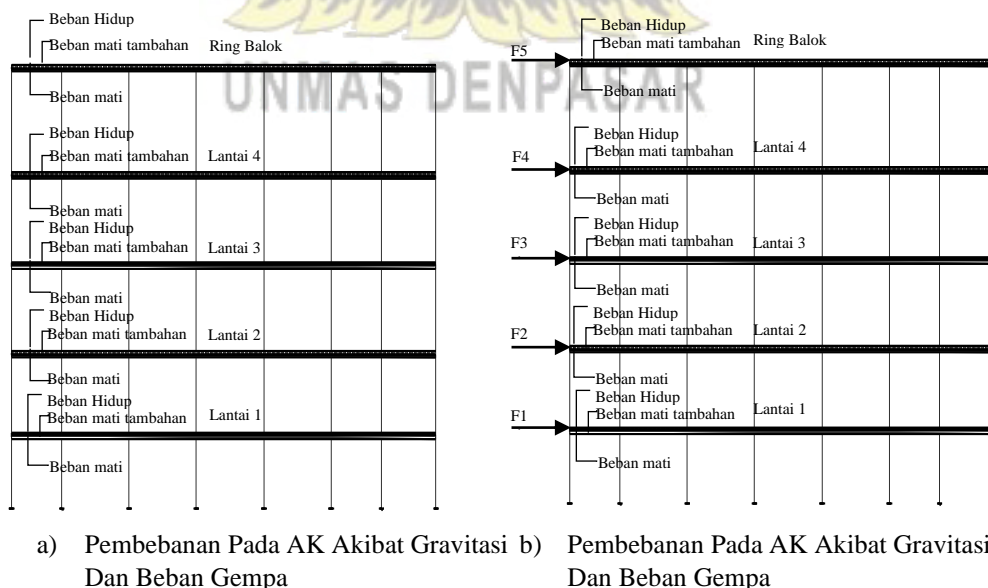 UNMAS DENPASAR
Beban Hidup
Beban mati tambahan Ring Balok
Beban mati
Beban Hidup
Beban mati tambahan Lantai 4
Beban mati
Beban Hidup
Beban mati tambahan Lantai 3
Beban mati
Beban Hidup
Beban mati tambahan Lantai 2
Beban mati
Beban Hidup
Beban mati tambahan Lantai 1
Beban mati
a) Pembebanan Pada AK Akibat Gravitasi
Dan Beban Gempa
Beban Hidup
F5 Beban mati tambahan Ring Balok
Beban mati
Beban Hidup
F4 Beban mati tambahan Lantai 4
Beban mati
Beban Hidup
F3 Beban mati tambahan Lantai 3
Beban mati
Beban Hidup
F2 Beban mati tambahan Lantai 2
Beban mati
Beban Hidup
F1 Beban mati tambahan Lantai 1
Beban mati
b) Pembebanan Pada AK Akibat Gravitasi
Dan Beban Gempa